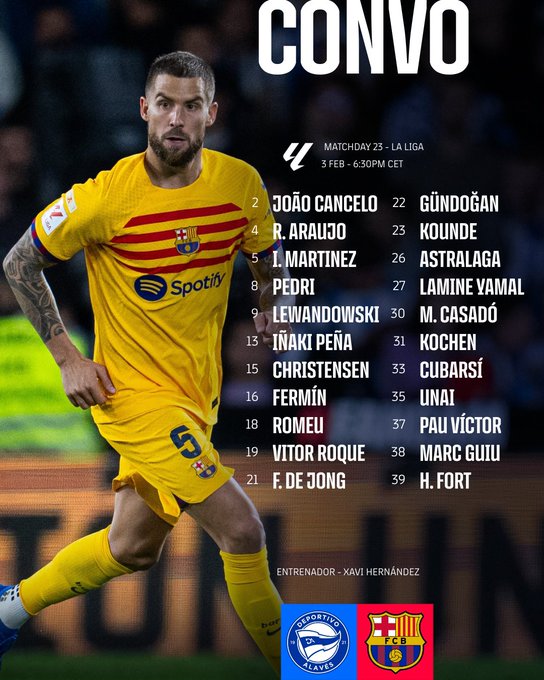 CONVO
MATCHDAY 23 - LA LIGA
3 FEB - 6:30PM CET
2 JOÃO CANCELO
4 R. ARAUJO
5 I. MARTINEZ
8 PEDRI
9 LEWANDOWSKI
13 IÑAKI PEÑA
15 CHRISTENSEN
16 FERMÍN
18 ROMEU
19 VITOR ROQUE
21 F. DE JONG
22 GÜNDOĞAN
23 KOUNDE
26 ASTRALAGA
27 LAMINE YAMAL
30 M. CASADÓ
31 KOCHEN
33 CUBARSÍ
35 UNAI
37 PAU VÍCTOR
38 MARC GUIU
39 H. FORT
Spotify
5
ENTRENADOR - XAVI HERNÁNDEZ
DEPORTIVO
19 21
ALAVÉS
FCB